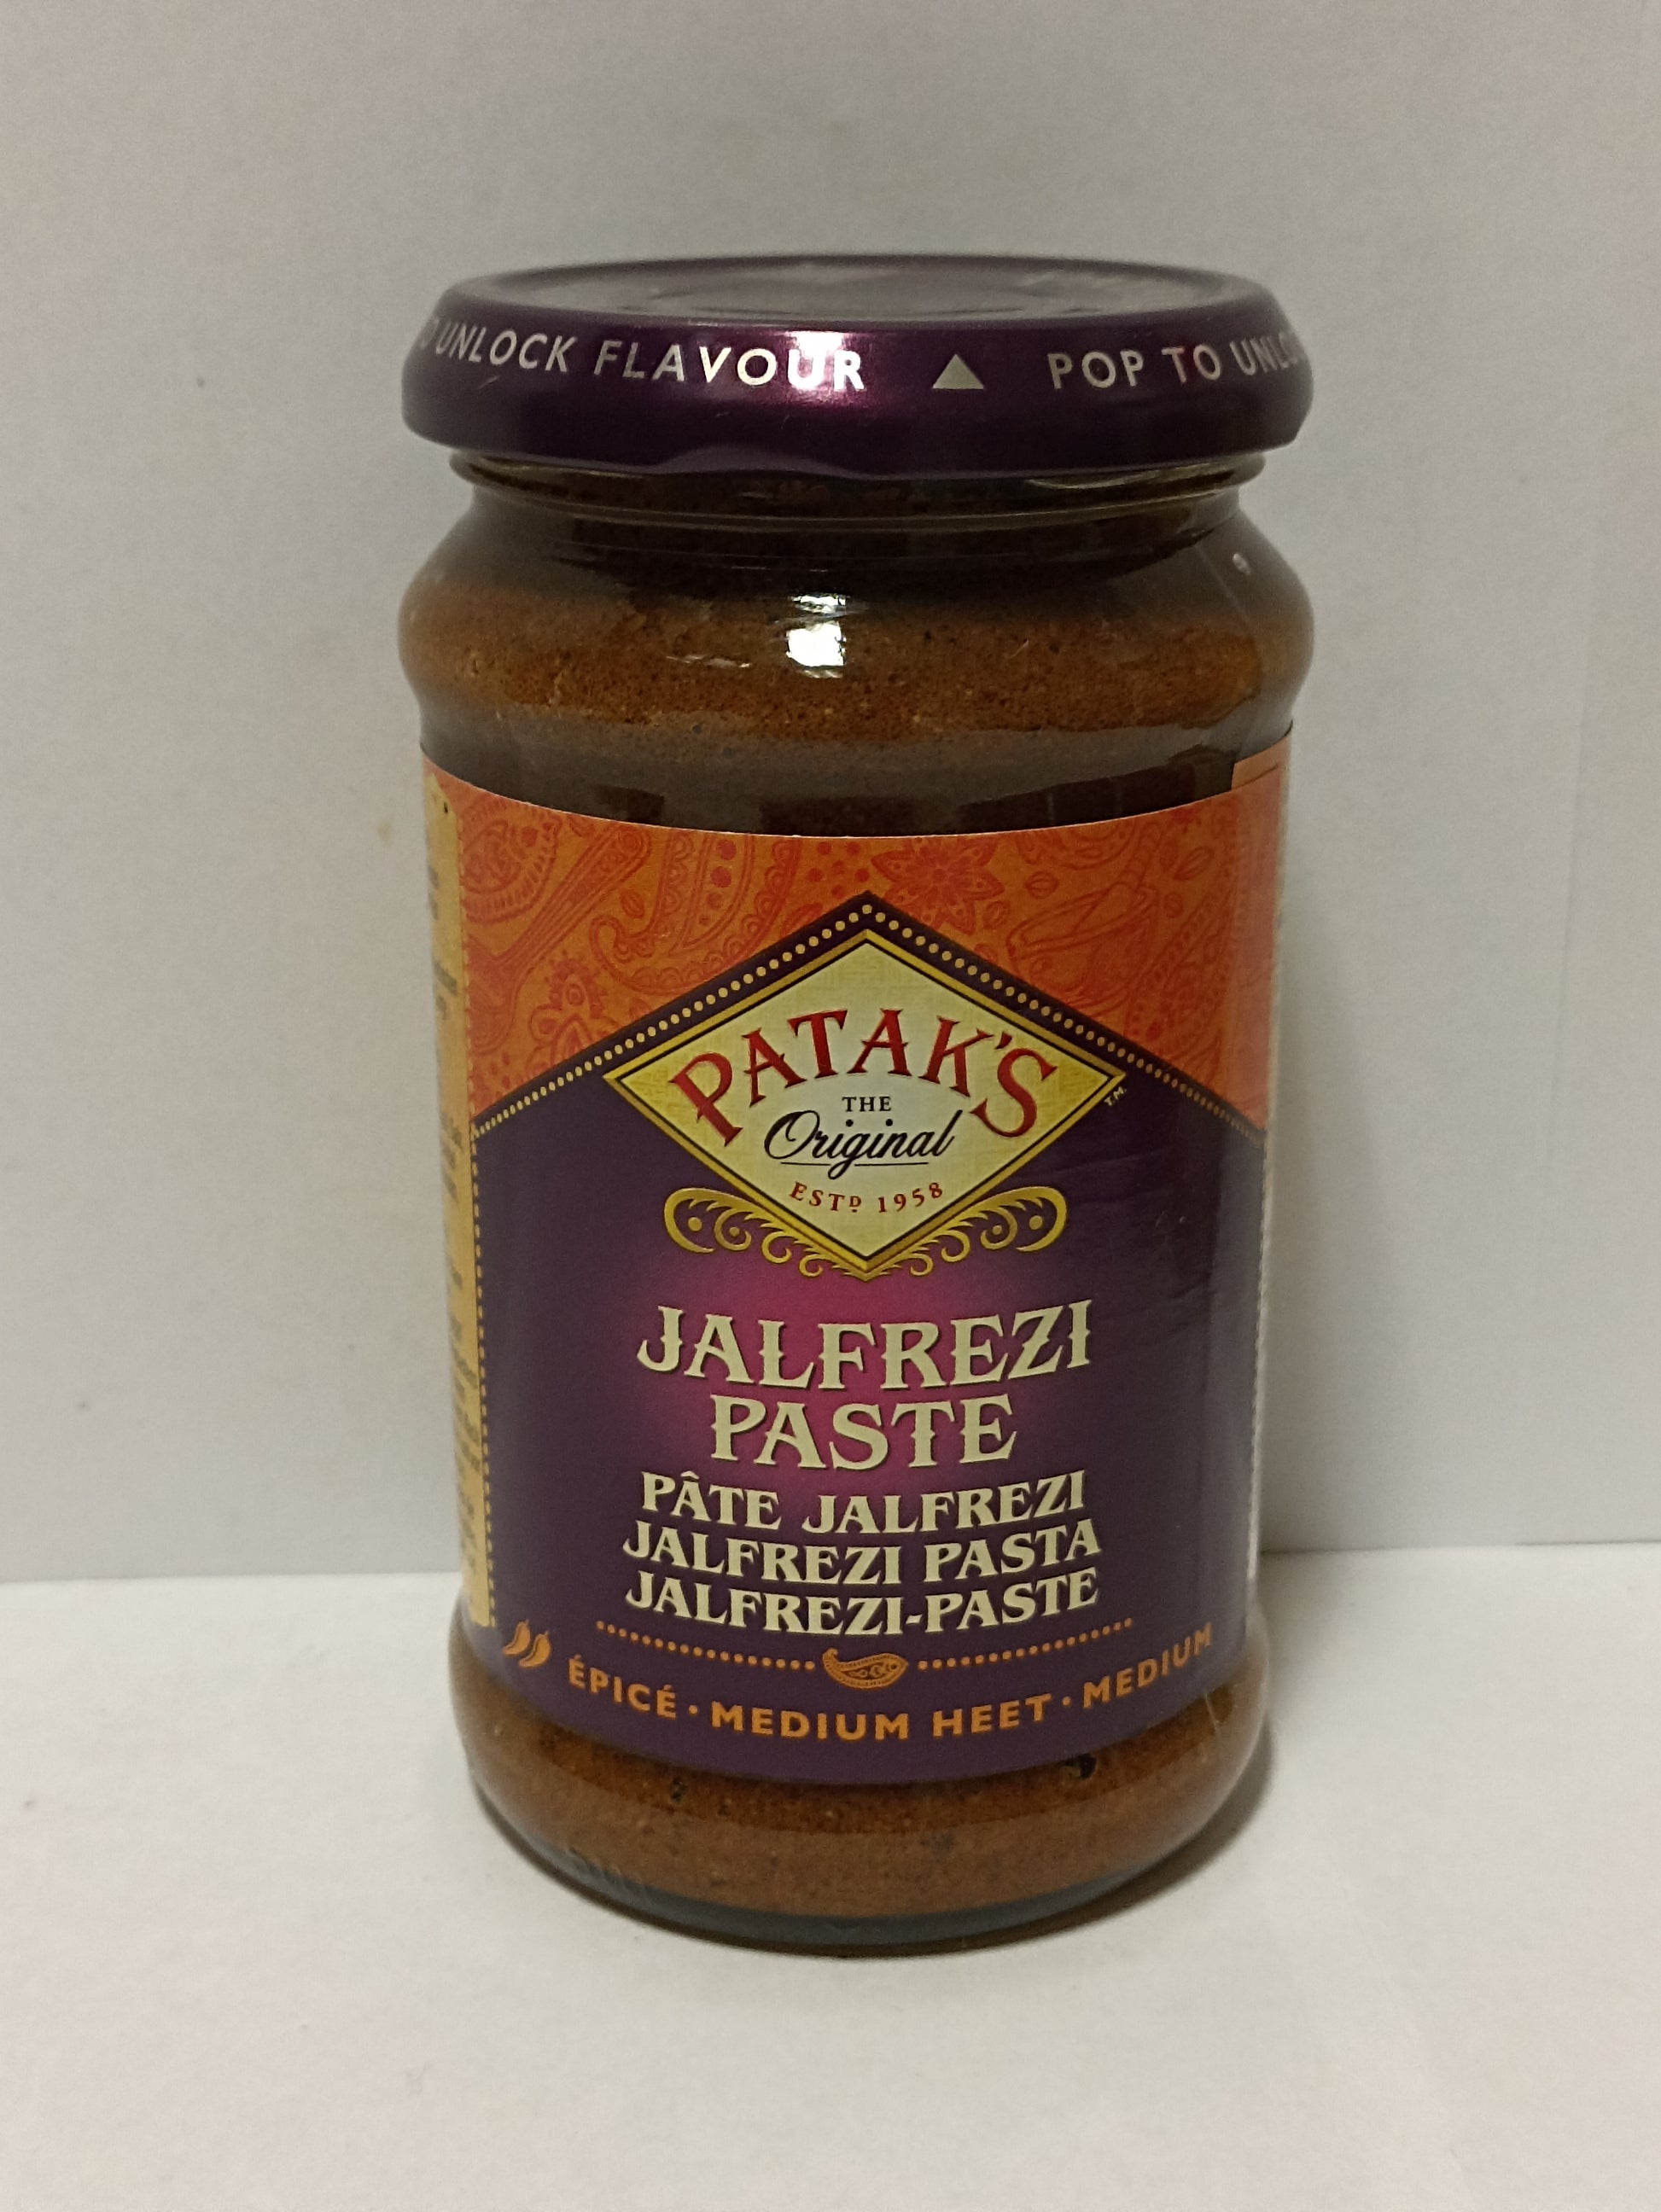 UNLOCK FLAVOUR ▲ POP TO
PATAK'S
THE
Original
ESTD 1958
T.M.
JALFREZI
PASTE
PÂTE JALFREZI
JALFREZI PASTA
JALFREZI-PASTE
ÉPICÉ · MEDIUM HEET · MEDIUM